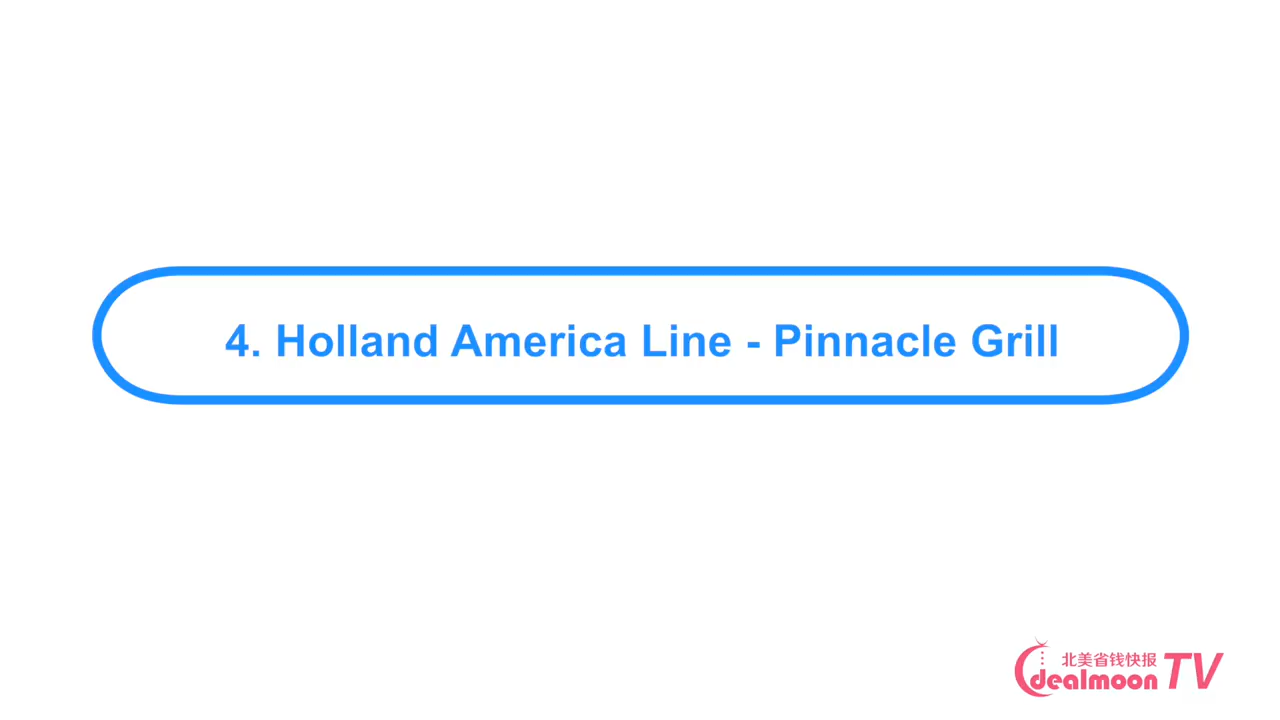 4. Holland America Line - Pinnacle Grill
北美省钱快报
dealmoon TV